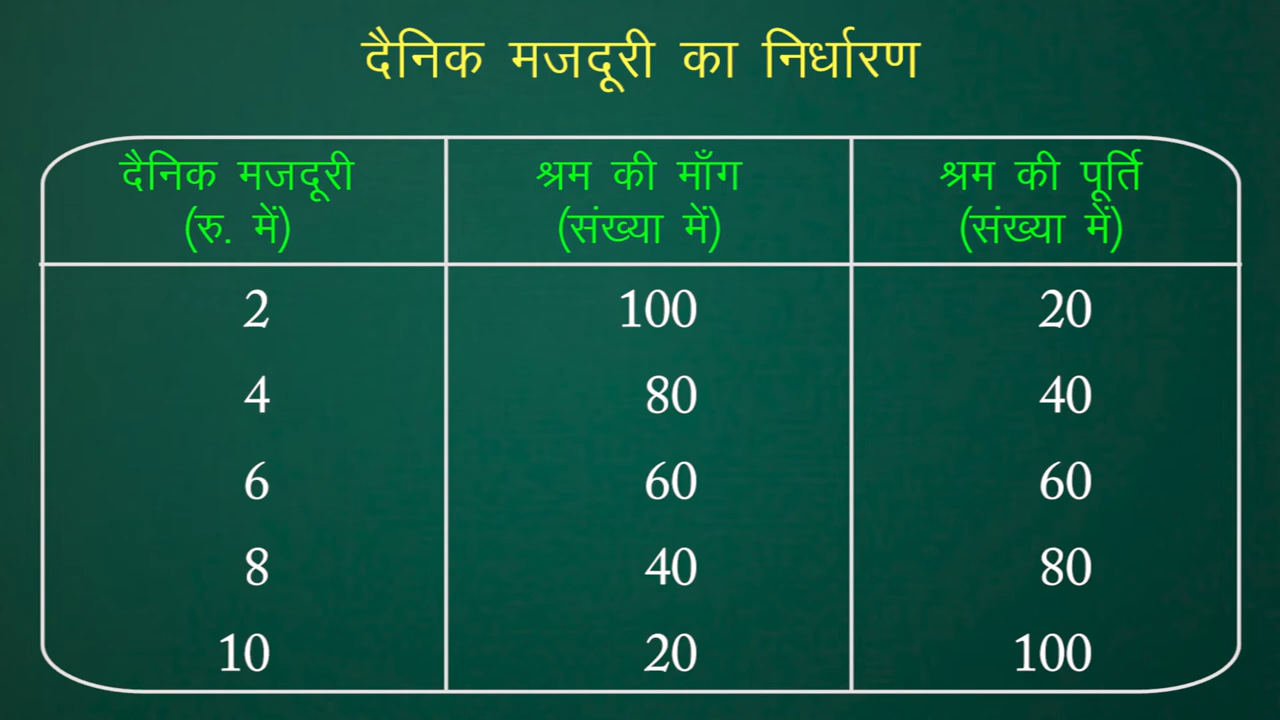 दैनिक मजदूरी का निर्धारण
दैनिक मजदूरी श्रम की माँग श्रम की पूर्ति
(रु. में) (संख्या में) (संख्या में)
2 100 20
4 80 40
6 60 60
8 40 80
10 20 100